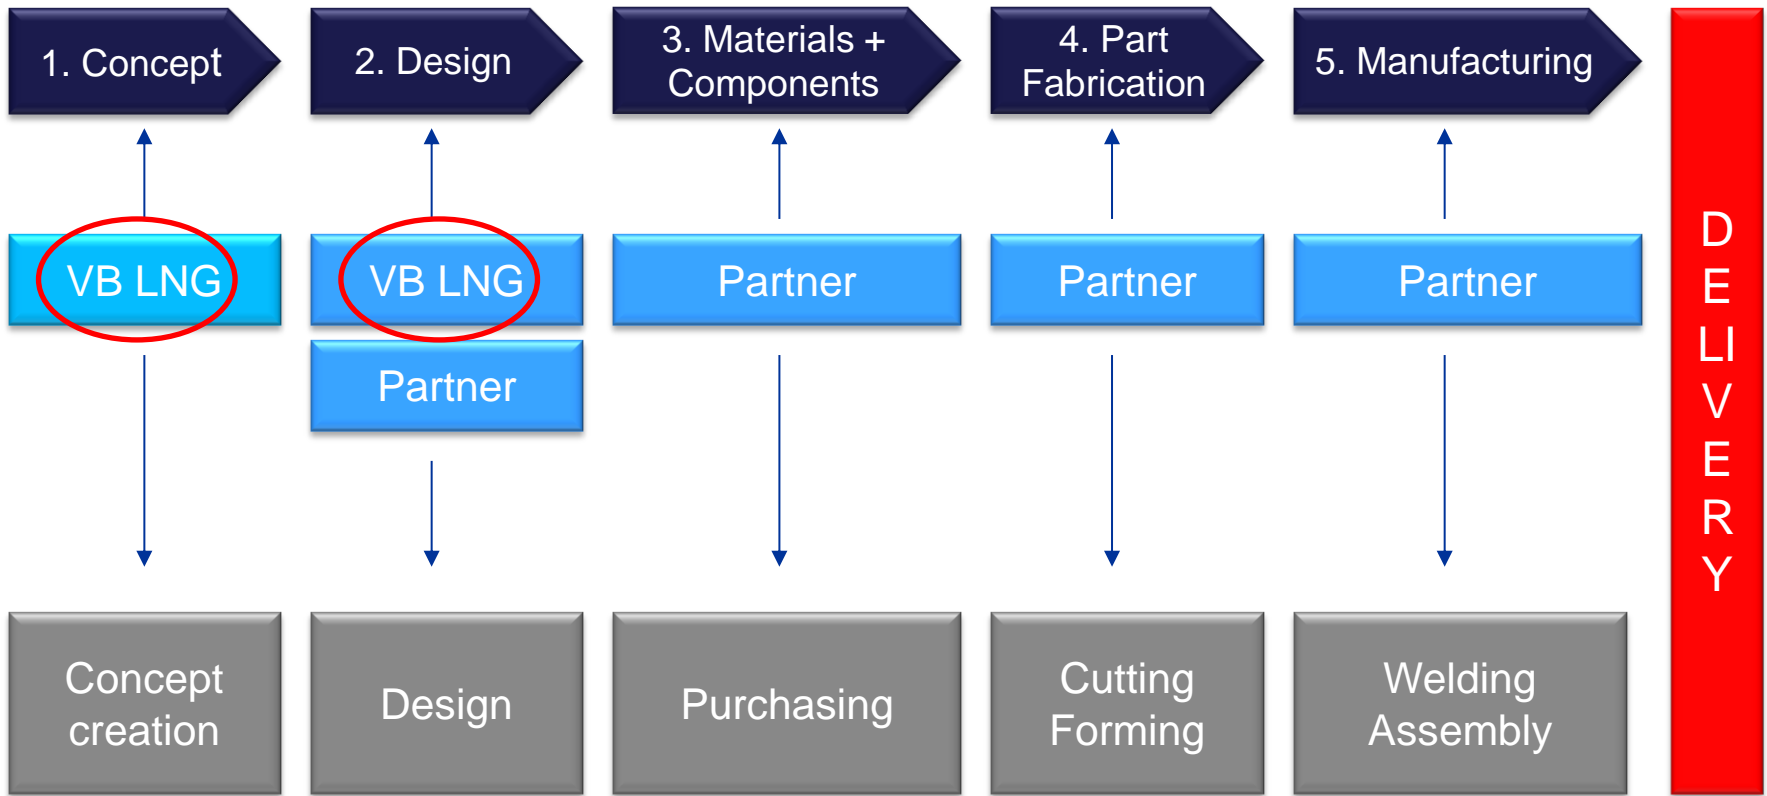 1. Concept
2. Design
3. Materials +
Components
4. Part
Fabrication
5. Manufacturing
VB LNG
VB LNG
Partner
Partner
Partner
Partner
Concept
creation
Design
Purchasing
Cutting
Forming
Welding
Assembly
D
E
LI
V
E
R
Y